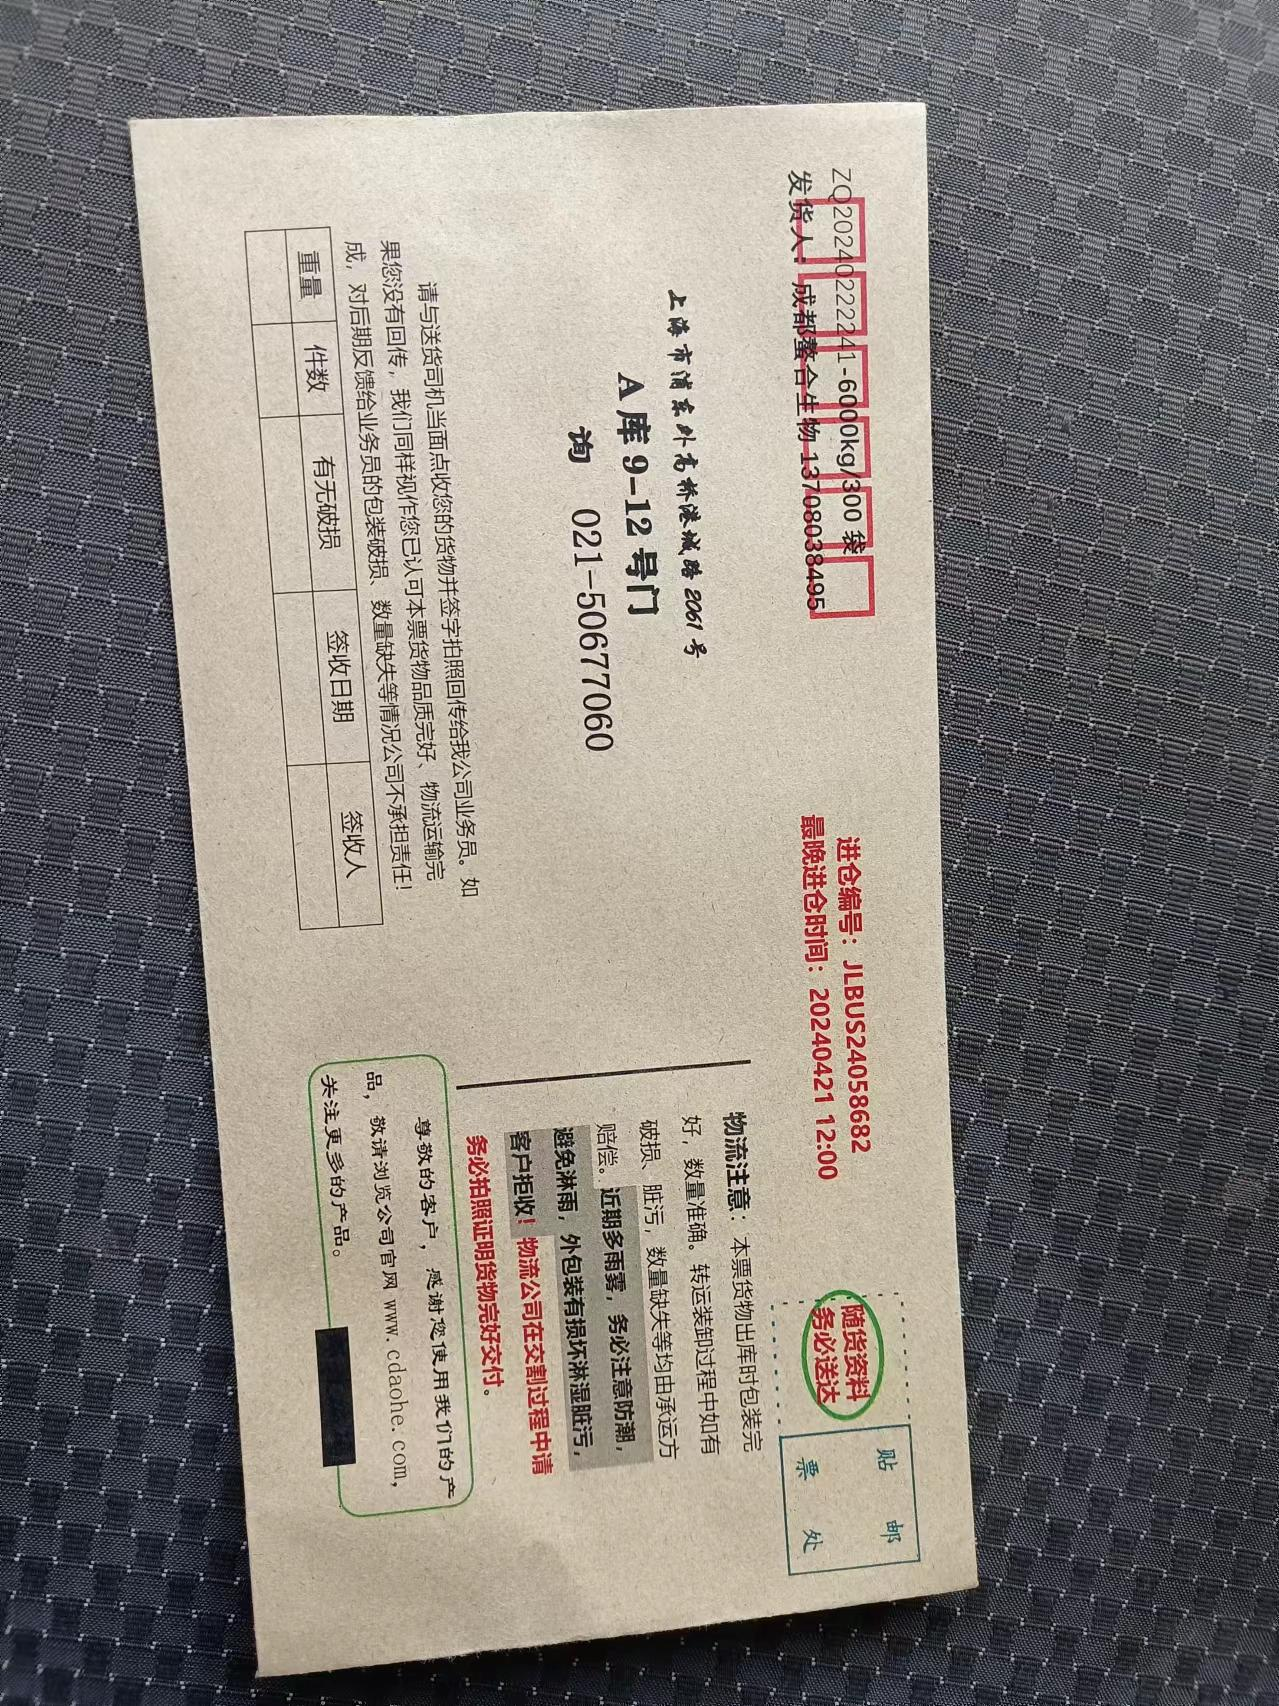 ZQ20240222241-6000kg/300 袋
发货人：成都螯合生物 13708038495
进仓编号：JLBUS24058682
最晚进仓时间：20240421 12:00
随货资料
务必送达
贴 邮
票 处
上海市浦东外高桥港城路 2061 号
A 库 9-12 号门
询 021-50677060
物流注意：本票货物出库时包装完
好，数量准确。转运装卸过程中如有
破损、脏污，数量缺失等均由承运方
赔偿。近期多雨雾，务必注意防潮，
避免淋雨，外包装有损坏淋湿脏污，
客户拒收！物流公司在交割过程中请
务必拍照证明货物完好交付。
请与送货司机当面点收您的货物并签字拍照回传给我公司业务员。如
果您没有回传，我们同样视作您已认可本票货物品质完好、物流运输完
成，对后期反馈给业务员的包装破损、数量缺失等情况公司不承担责任！
重量 件数 有无破损 签收日期 签收人
尊敬的客户，感谢您使用我们的产
品，敬请浏览公司官网 www.cdaohe.com，
关注更多的产品。